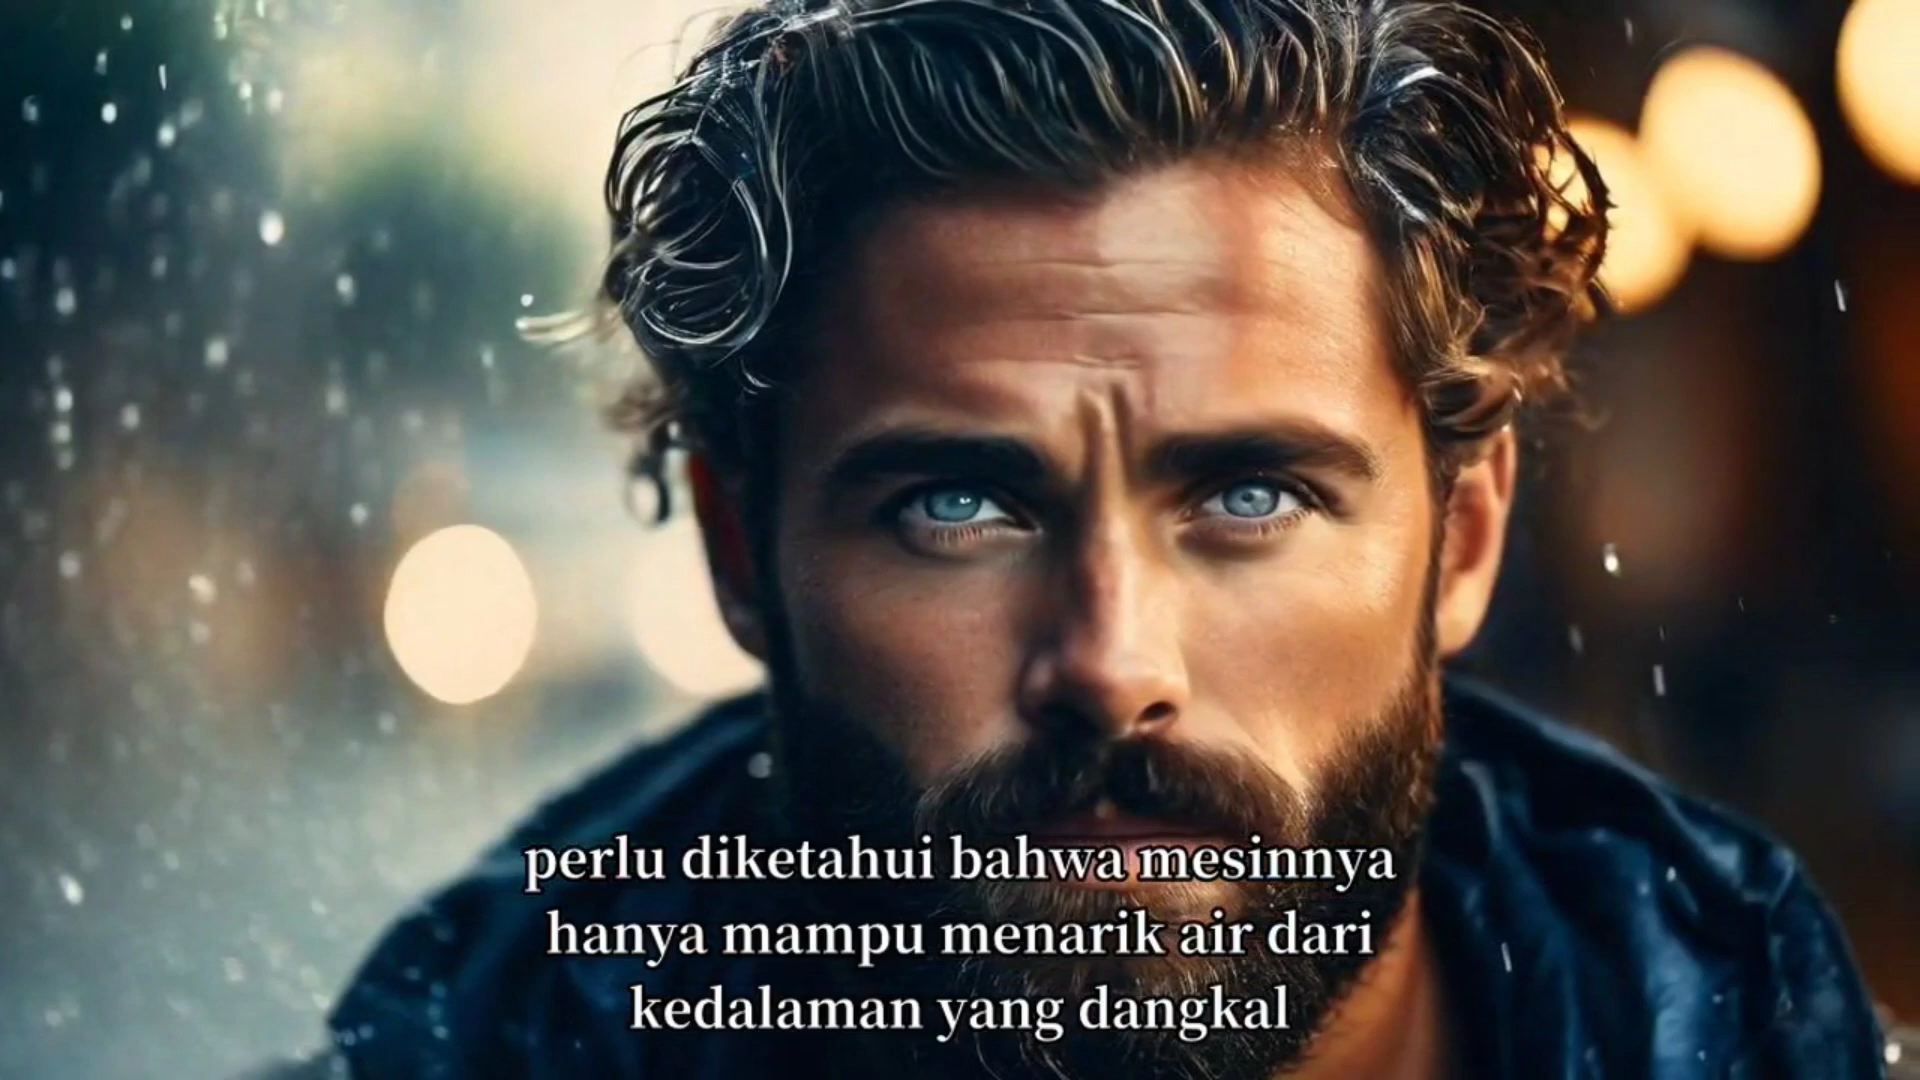 perlu diketahui bahwa mesinnya
hanya mampu menarik air dari
kedalaman yang dangkal